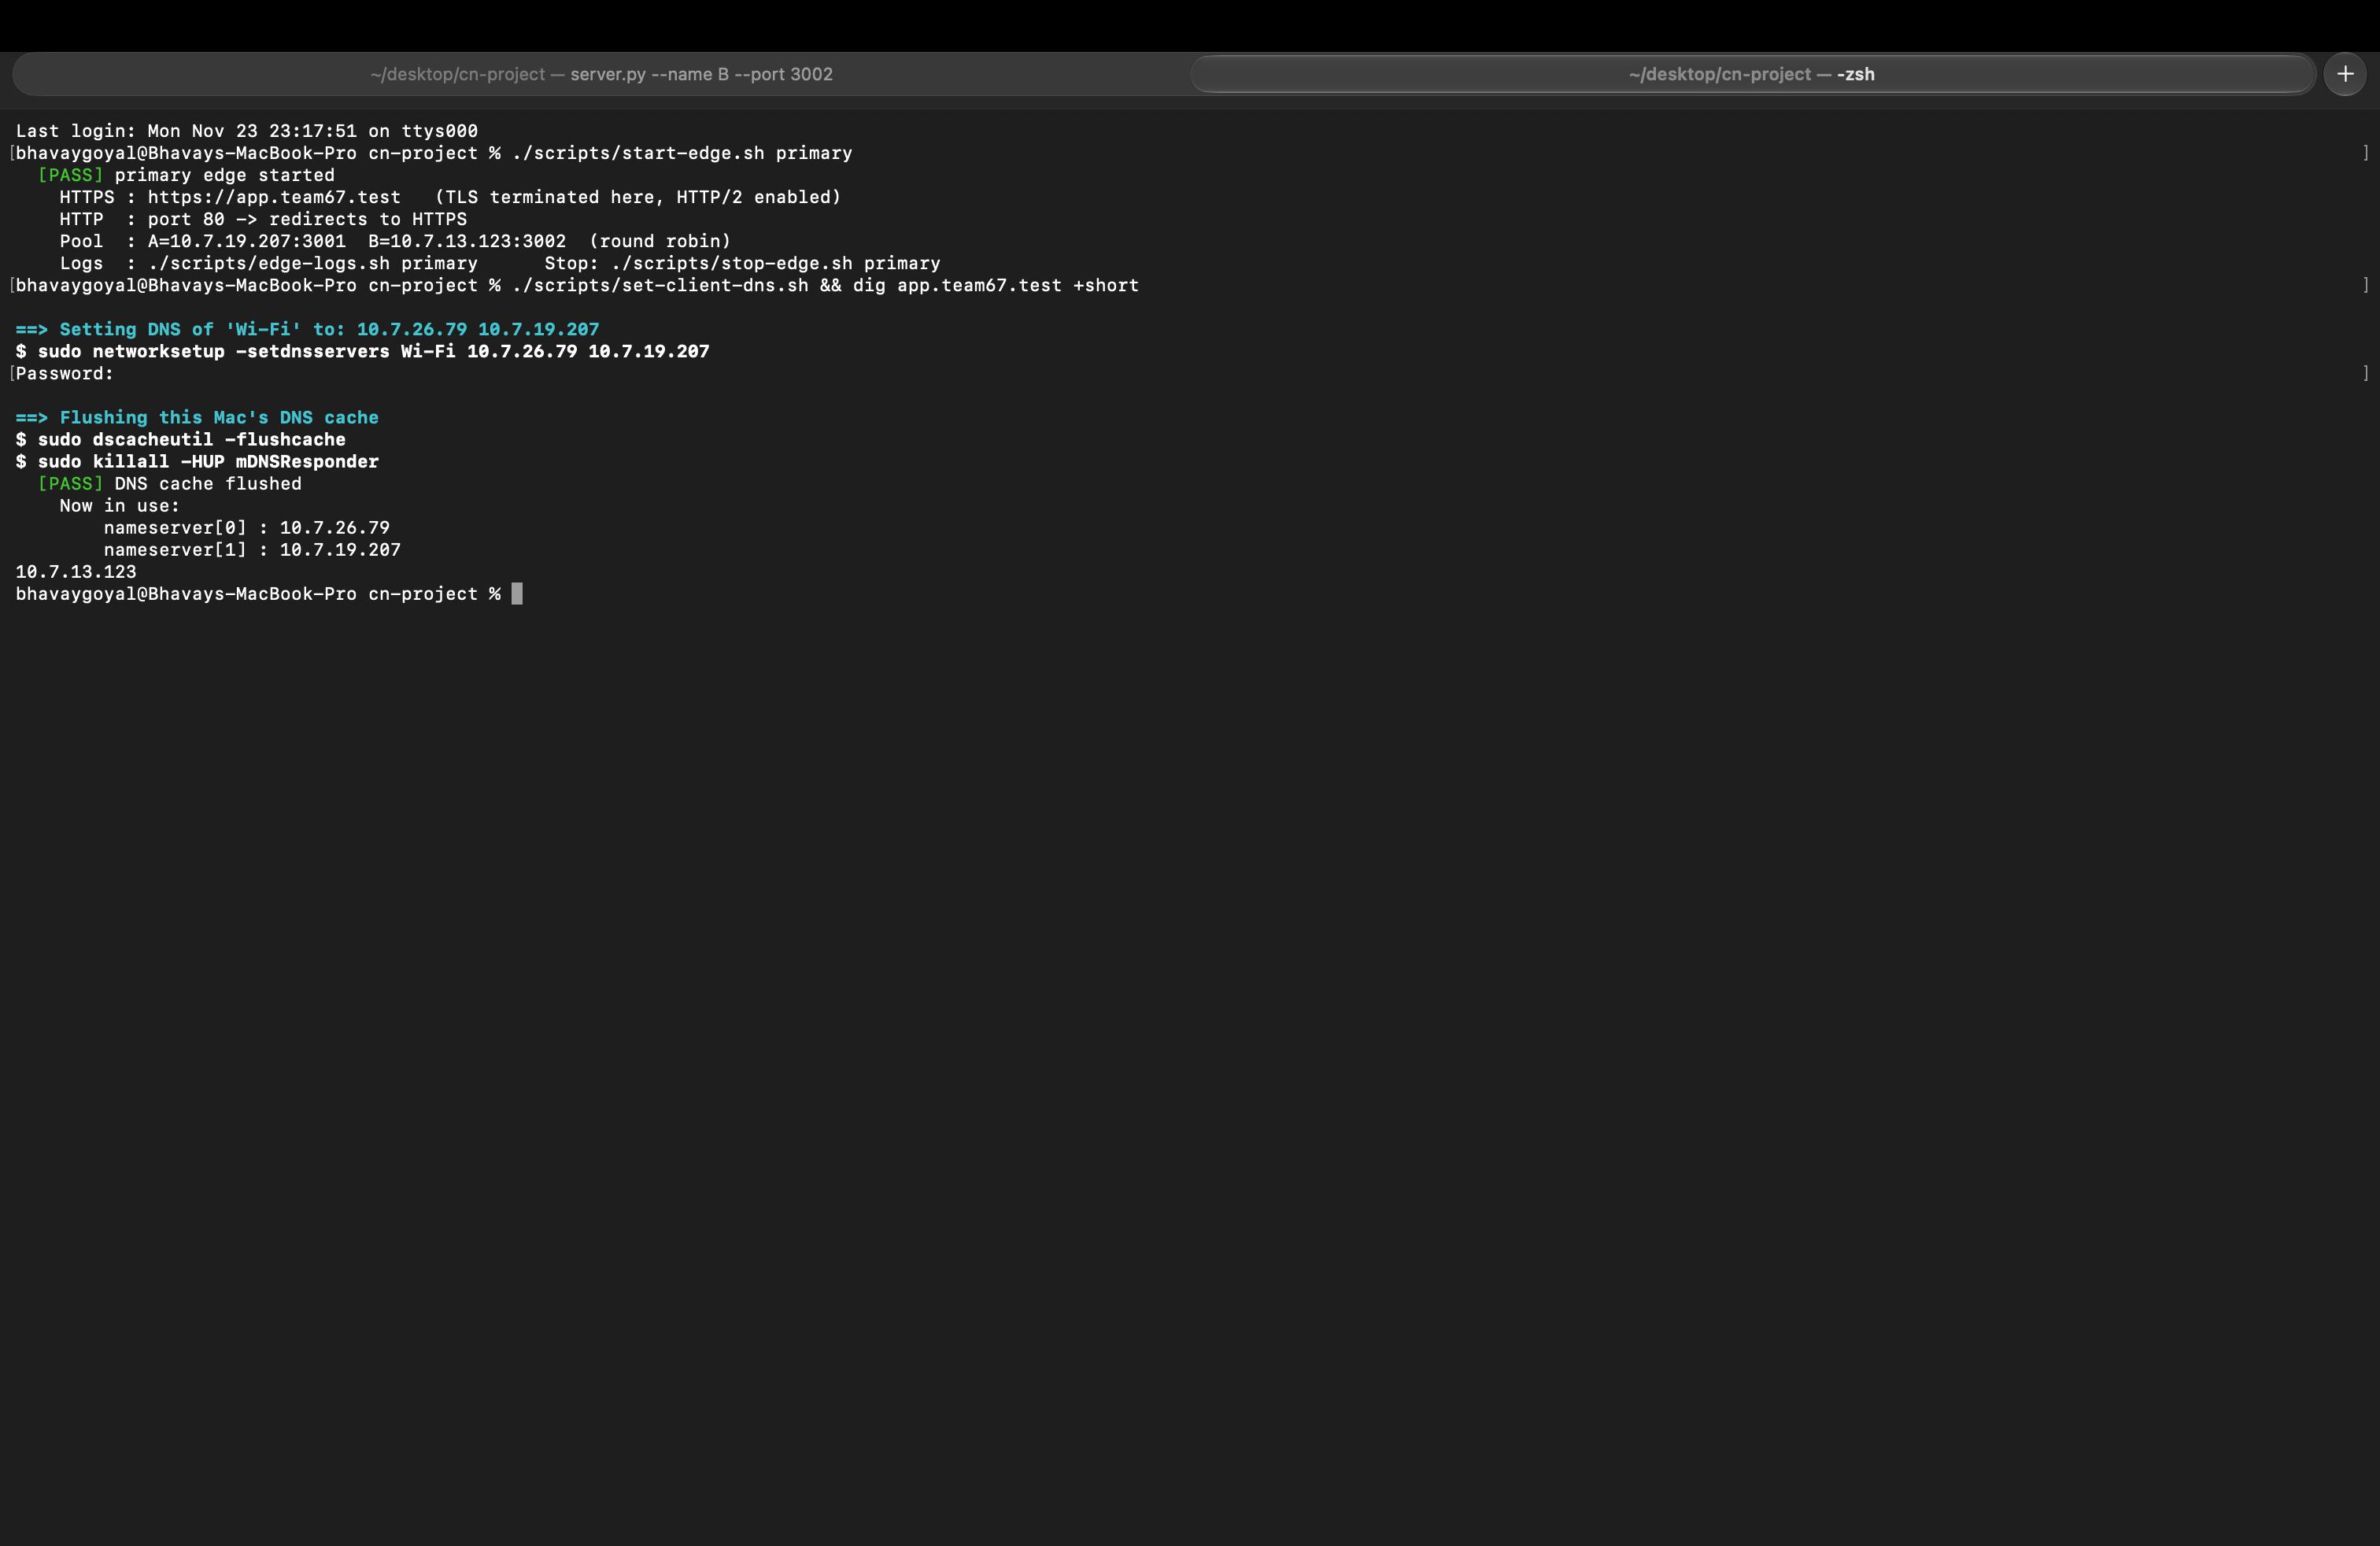 ~/desktop/cn-project — server.py --name B --port 3002
~/desktop/cn-project — -zsh
+
Last login: Mon Nov 23 23:17:51 on ttys000
[bhavaygoyal@Bhavays-MacBook-Pro cn-project % ./scripts/start-edge.sh primary ]
[PASS] primary edge started
HTTPS : https://app.team67.test   (TLS terminated here, HTTP/2 enabled)
HTTP  : port 80 -> redirects to HTTPS
Pool  : A=10.7.19.207:3001  B=10.7.13.123:3002  (round robin)
Logs  : ./scripts/edge-logs.sh primary      Stop: ./scripts/stop-edge.sh primary
[bhavaygoyal@Bhavays-MacBook-Pro cn-project % ./scripts/set-client-dns.sh && dig app.team67.test +short ]
==> Setting DNS of 'Wi-Fi' to: 10.7.26.79 10.7.19.207
$ sudo networksetup -setdnsservers Wi-Fi 10.7.26.79 10.7.19.207
[Password: ]
==> Flushing this Mac's DNS cache
$ sudo dscacheutil -flushcache
$ sudo killall -HUP mDNSResponder
[PASS] DNS cache flushed
Now in use:
nameserver[0] : 10.7.26.79
nameserver[1] : 10.7.19.207
10.7.13.123
bhavaygoyal@Bhavays-MacBook-Pro cn-project %